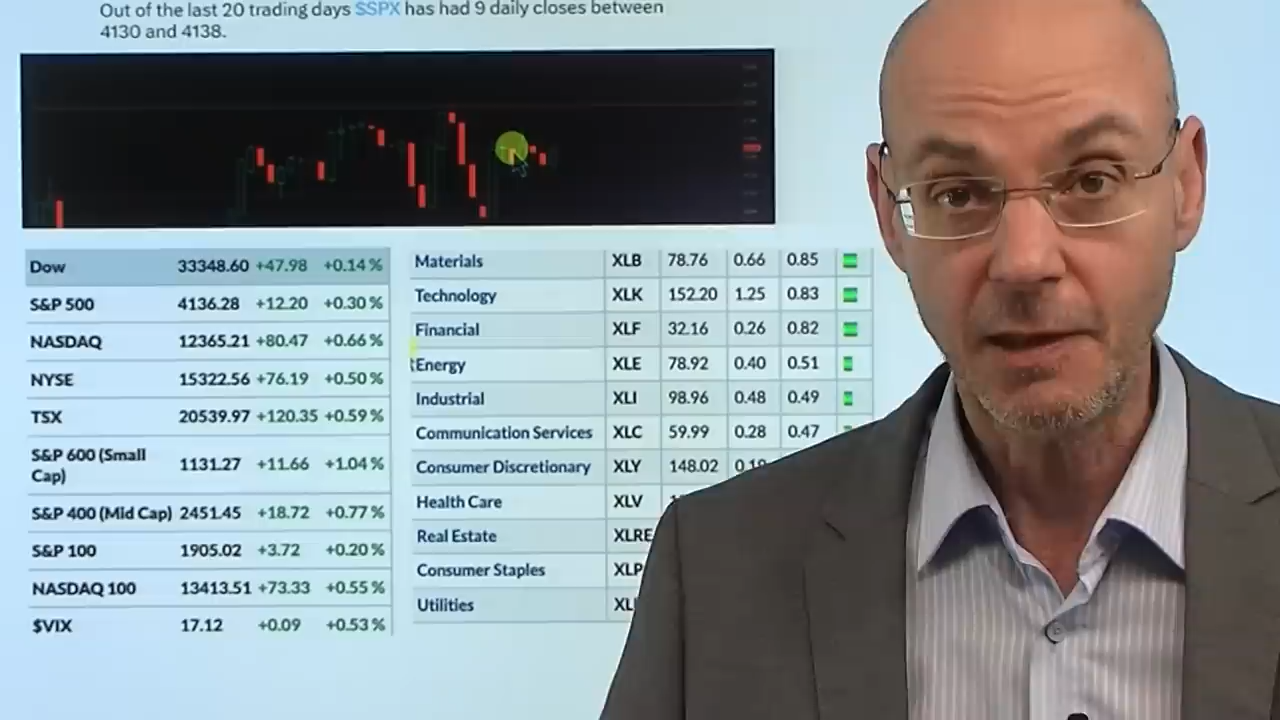 Out of the last 20 trading days $SPX has had 9 daily closes between
4130 and 4138.
Dow 33348.60 +47.98 +0.14%
S&P 500 4136.28 +12.20 +0.30%
NASDAQ 12365.21 +80.47 +0.66%
NYSE 15322.56 +76.19 +0.50%
TSX 20539.97 +120.35 +0.59%
S&P 600 (Small
Cap) 1131.27 +11.66 +1.04%
S&P 400 (Mid Cap) 2451.45 +18.72 +0.77%
S&P 100 1905.02 +3.72 +0.20%
NASDAQ 100 13413.51 +73.33 +0.55%
$VIX 17.12 +0.09 +0.53%
Materials XLB 78.76 0.66 0.85
Technology XLK 152.20 1.25 0.83
Financial XLF 32.16 0.26 0.82
Energy XLE 78.92 0.40 0.51
Industrial XLI 98.96 0.48 0.49
Communication Services XLC 59.99 0.28 0.47
Consumer Discretionary XLY 148.02
Health Care XLV
Real Estate XLRE
Consumer Staples XLP
Utilities